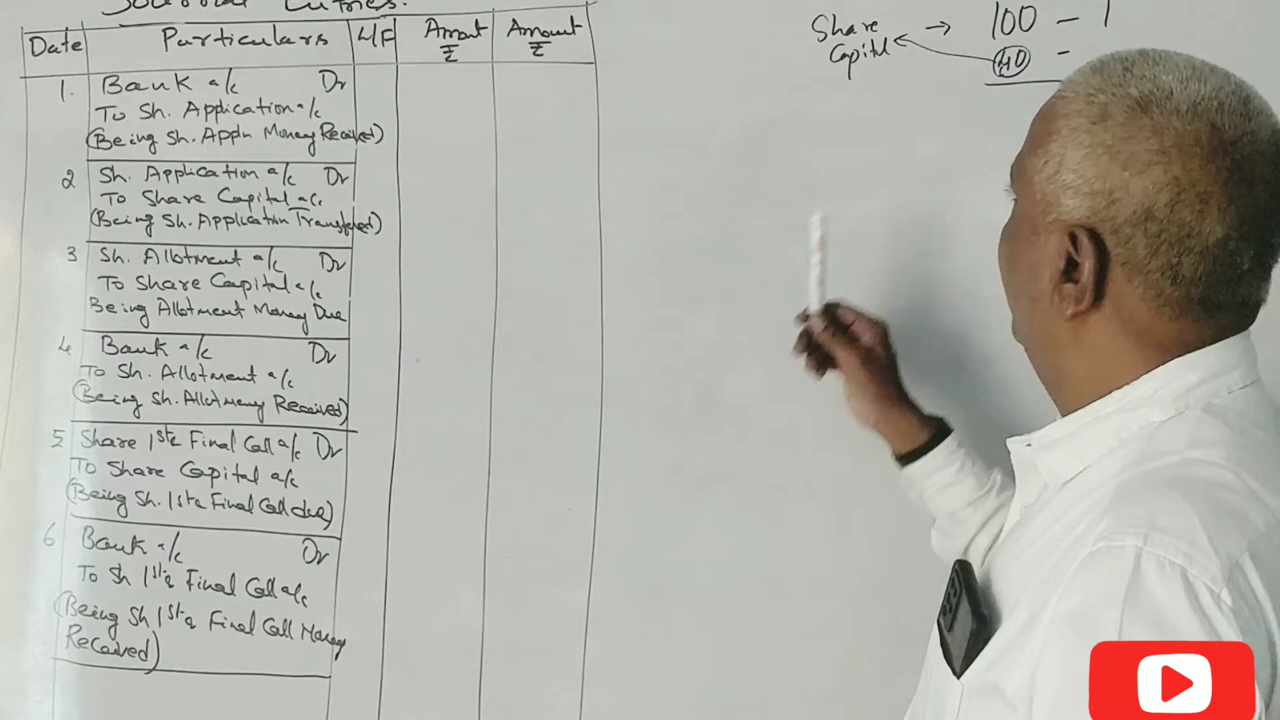 Journal Entries.
Date Particulars L/F Amount ₹ Amount ₹
1. Bank a/c Dr
To Sh. Application a/c
(Being Sh. Appln Money Received)
2 Sh. Application a/c Dr
To Share Capital a/c
(Being Sh. Application Transferred)
3 Sh. Allotment a/c Dr
To Share Capital a/c
Being Allotment Money Due
4 Bank a/c Dr
To Sh. Allotment a/c
(Being Sh. Allotmeny Received)
5 Share 1st & Final Call a/c Dr
To Share Capital a/c
(Being Sh. 1st & Final Call due)
6 Bank a/c Dr
To Sh 1st & Final Call a/c
(Being Sh 1st & Final Call Money
Received)
Share Capital → 100 - 1
40 -